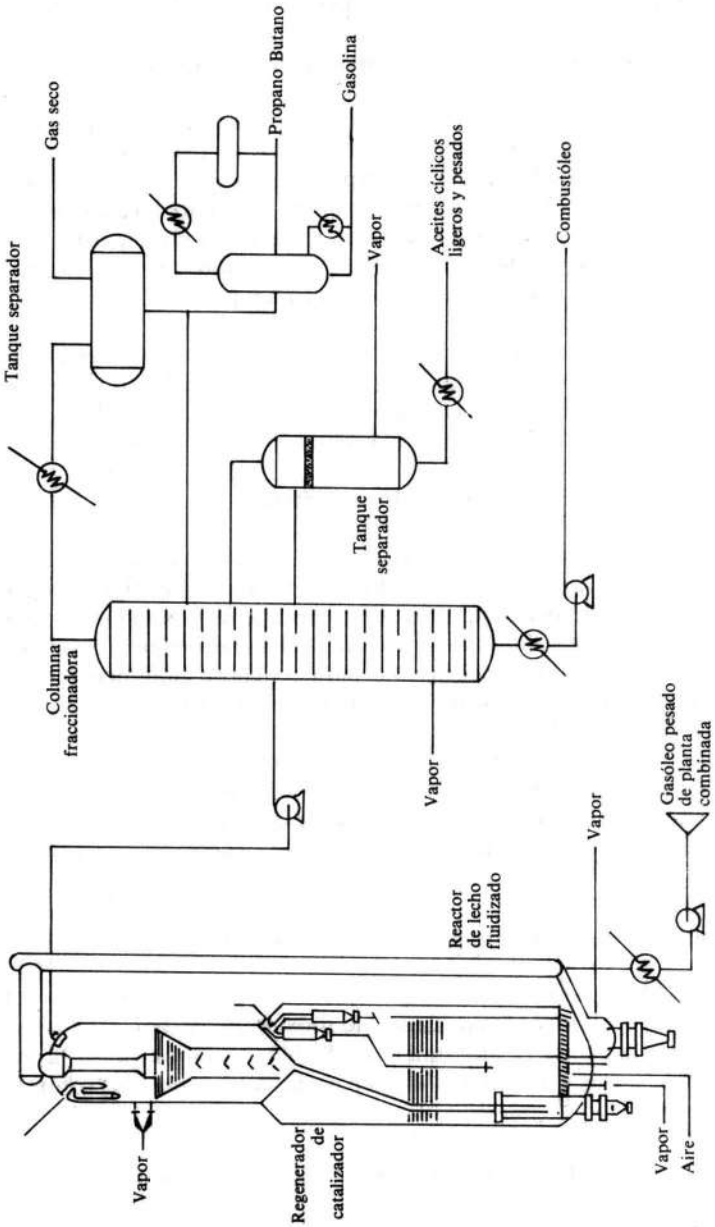 Tanque separador
Gas seco
Propano Butano
Gasolina
Vapor
Aceites cíclicos
ligeros y pesados
Combustóleo
Tanque
separador
Columna
fraccionadora
Vapor
Gasóleo pesado
de planta
combinada
Vapor
Reactor
de lecho
fluidizado
Vapor
Regenerador
de
catalizador
Vapor
Aire